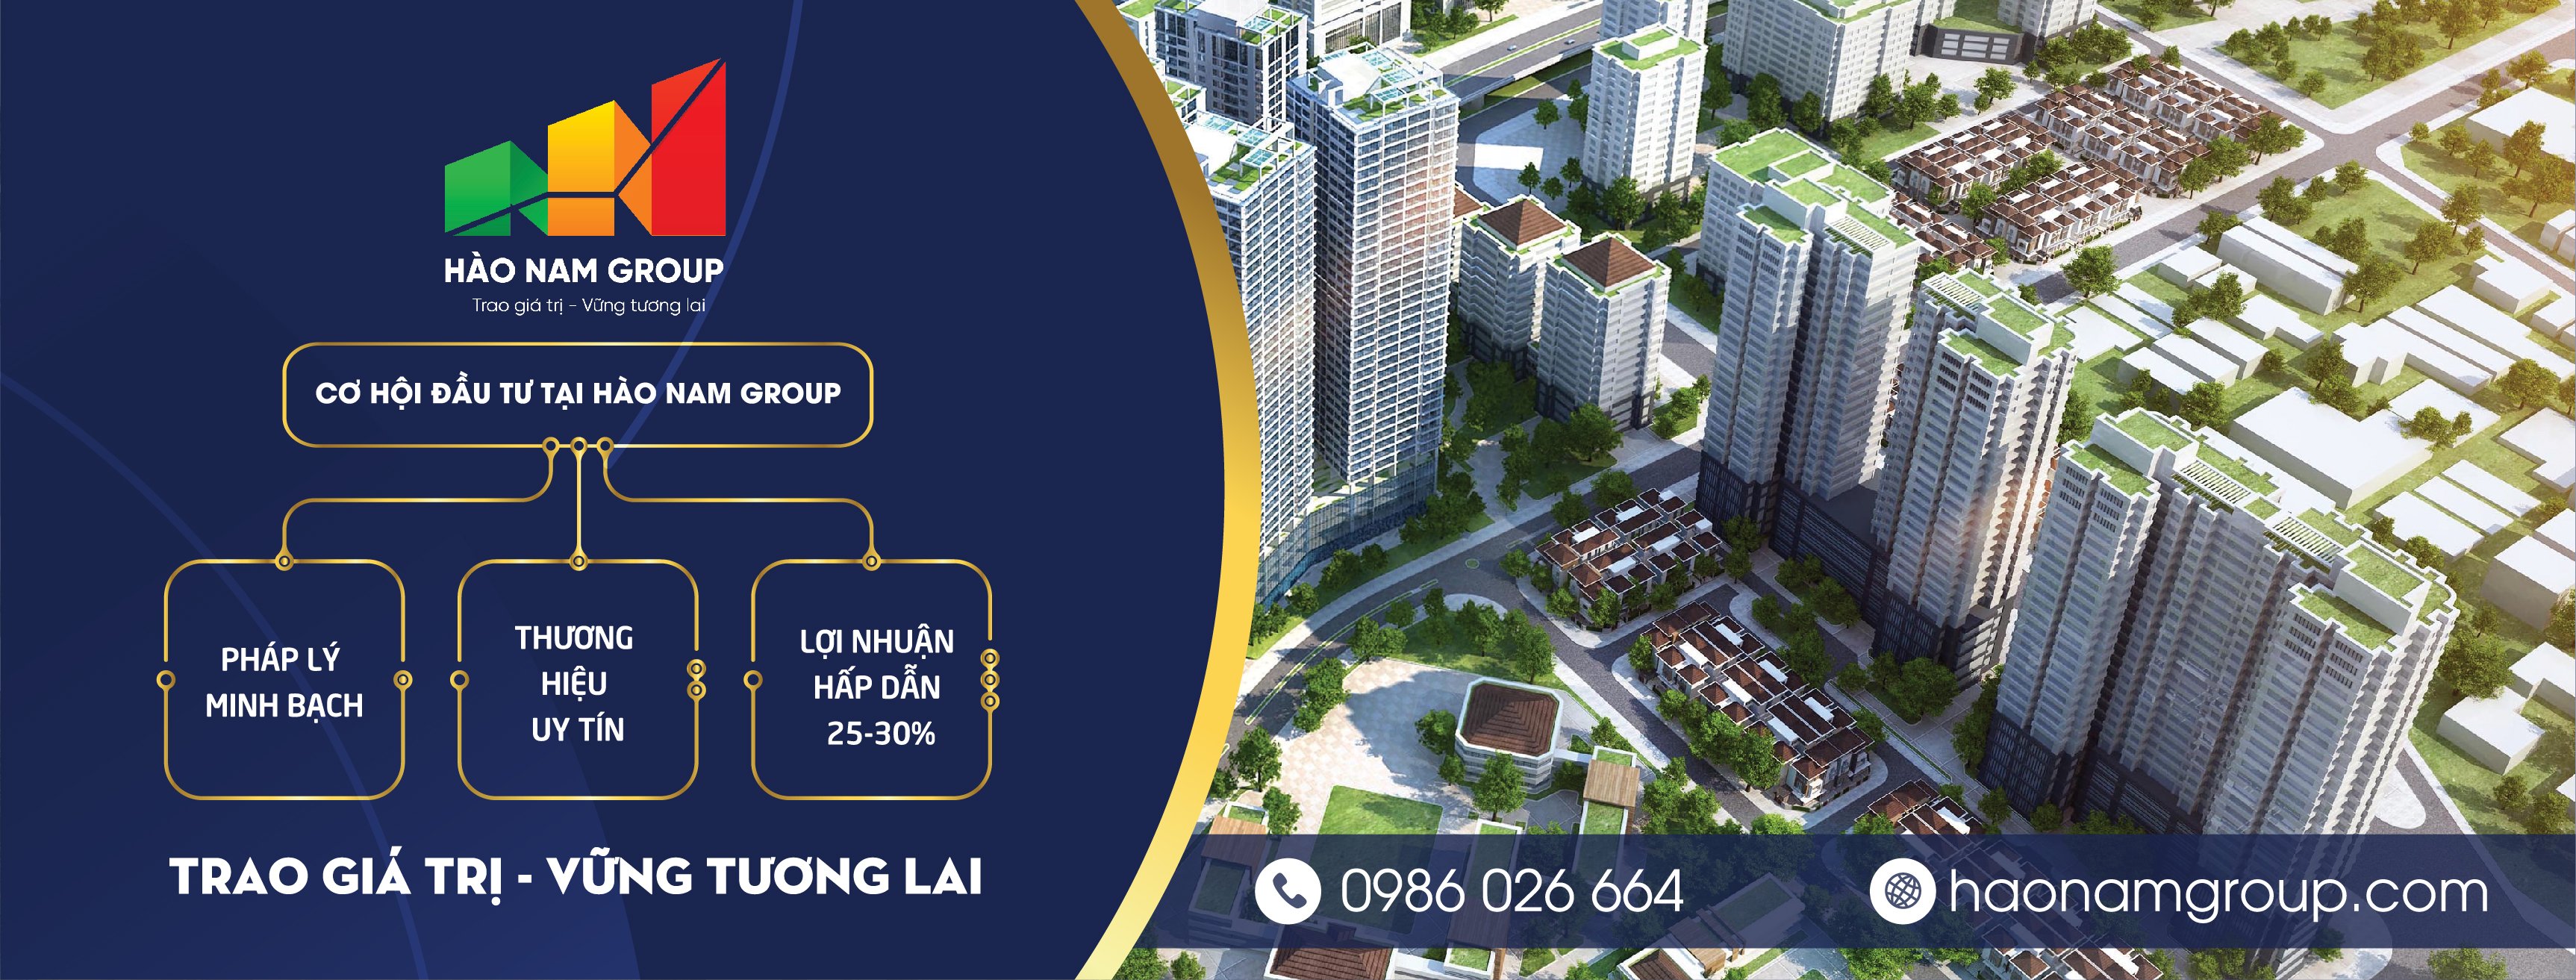 HÀO NAM GROUP
Trao giá trị - Vững tương lai
CƠ HỘI ĐẦU TƯ TẠI HÀO NAM GROUP
PHÁP LÝ
MINH BẠCH
THƯƠNG
HIỆU
UY TÍN
LỢI NHUẬN
HẤP DẪN
25-30%
TRAO GIÁ TRỊ - VỮNG TƯƠNG LAI
0986 026 664
haonamgroup.com